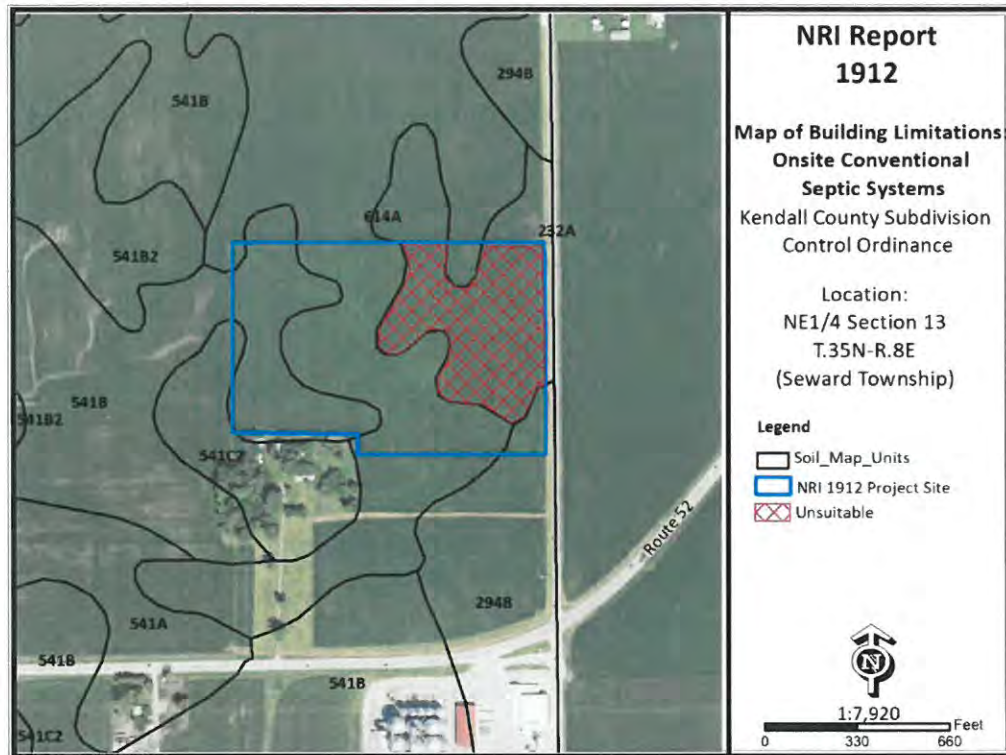 NRI Report
1912
Map of Building Limitations:
Onsite Conventional
Septic Systems
Kendall County Subdivision
Control Ordinance
Location:
NE1/4 Section 13
T.35N-R.8E
(Seward Township)
Legend
Soil_Map_Units
NRI 1912 Project Site
Unsuitable
N
1:7,920
Feet
0 330 660
294B
541B
614A
232A
541B2
541B
541B2
541C2
Route 52
294B
541A
541B
541B
541C2